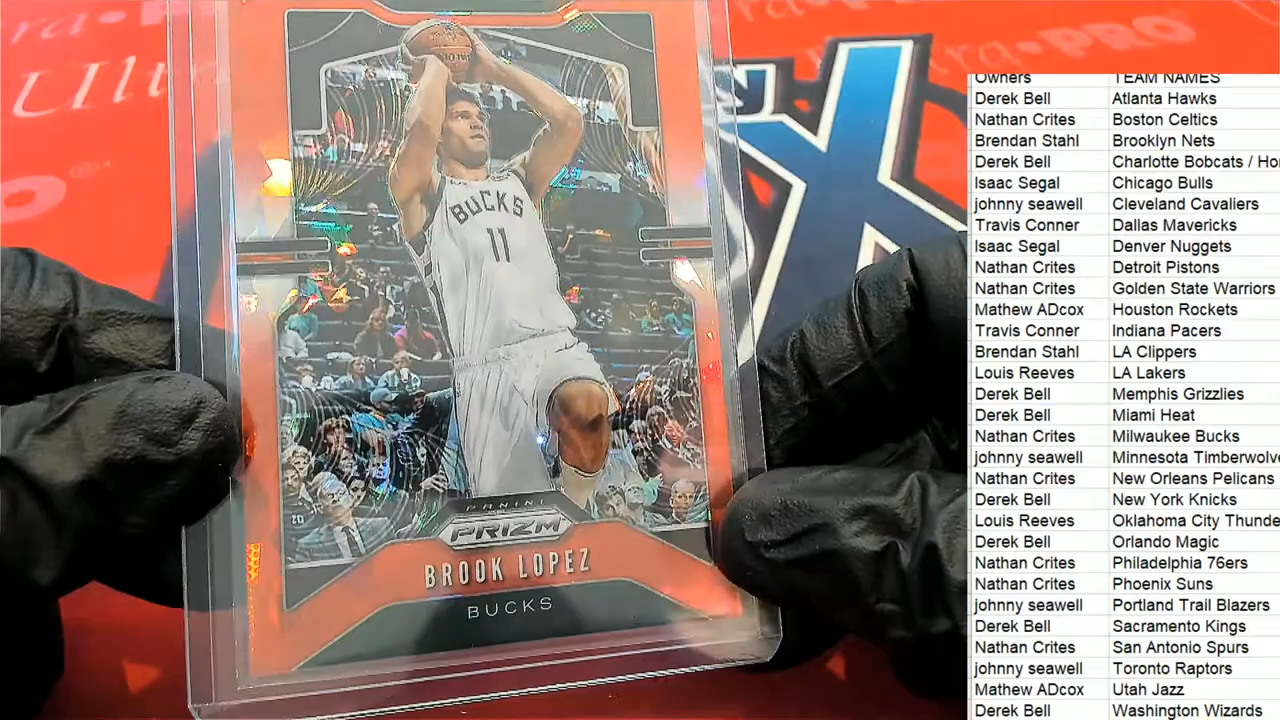 Ultra
ra•PRO
BUCKS
11
PANINI
PRIZM
BROOK LOPEZ
BUCKS
Owners TEAM NAMES
Derek Bell Atlanta Hawks
Nathan Crites Boston Celtics
Brendan Stahl Brooklyn Nets
Derek Bell Charlotte Bobcats / Ho
Isaac Segal Chicago Bulls
johnny seawell Cleveland Cavaliers
Travis Conner Dallas Mavericks
Isaac Segal Denver Nuggets
Nathan Crites Detroit Pistons
Nathan Crites Golden State Warriors
Mathew ADcox Houston Rockets
Travis Conner Indiana Pacers
Brendan Stahl LA Clippers
Louis Reeves LA Lakers
Derek Bell Memphis Grizzlies
Derek Bell Miami Heat
Nathan Crites Milwaukee Bucks
johnny seawell Minnesota Timberwolve
Nathan Crites New Orleans Pelicans
Derek Bell New York Knicks
Louis Reeves Oklahoma City Thunde
Derek Bell Orlando Magic
Nathan Crites Philadelphia 76ers
Nathan Crites Phoenix Suns
johnny seawell Portland Trail Blazers
Derek Bell Sacramento Kings
Nathan Crites San Antonio Spurs
johnny seawell Toronto Raptors
Mathew ADcox Utah Jazz
Derek Bell Washington Wizards